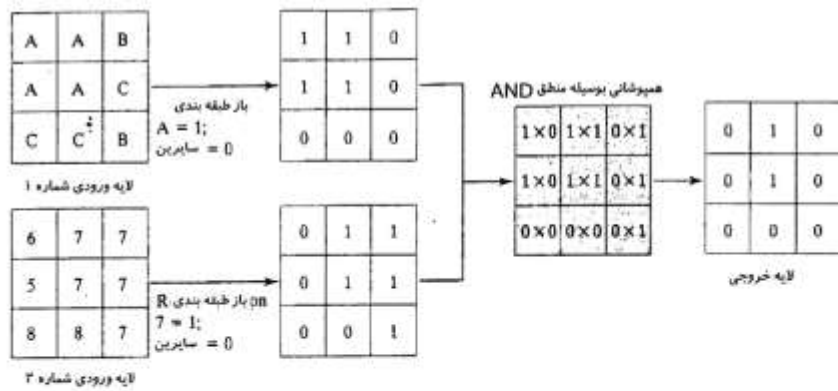 A A B
A A C
C C B
باز طبقه بندی
A = 1;
سایرین = 0
لایه ورودی شماره ۱
1 1 0
1 1 0
0 0 0
6 7 7
5 7 7
8 8 7
باز طبقه بندی R on
7 = 1;
سایرین = 0
لایه ورودی شماره ۲
0 1 1
0 1 1
0 0 1
همپوشانی بوسیله منطق AND
1×0 1×1 0×1
1×0 1×1 0×1
0×0 0×0 0×1
0 1 0
0 1 0
0 0 0
لایه خروجی